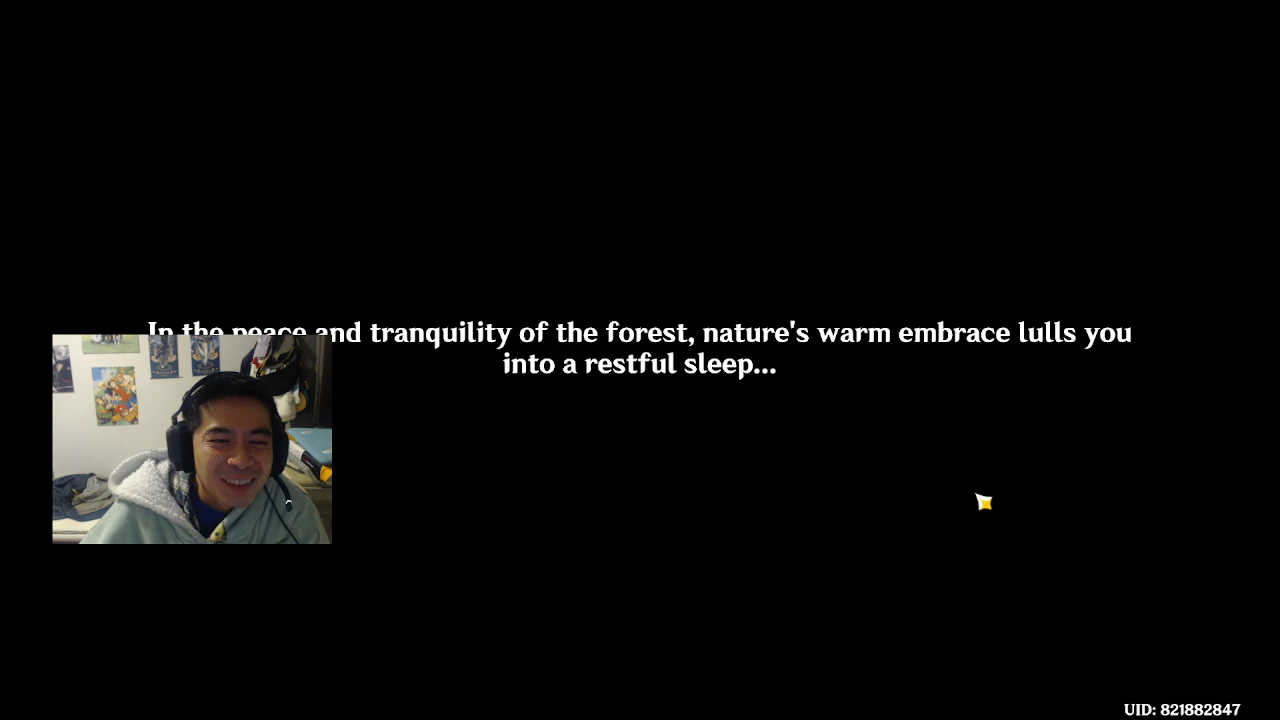 In the peace and tranquility of the forest, nature's warm embrace lulls you
into a restful sleep...
UID: 821882847